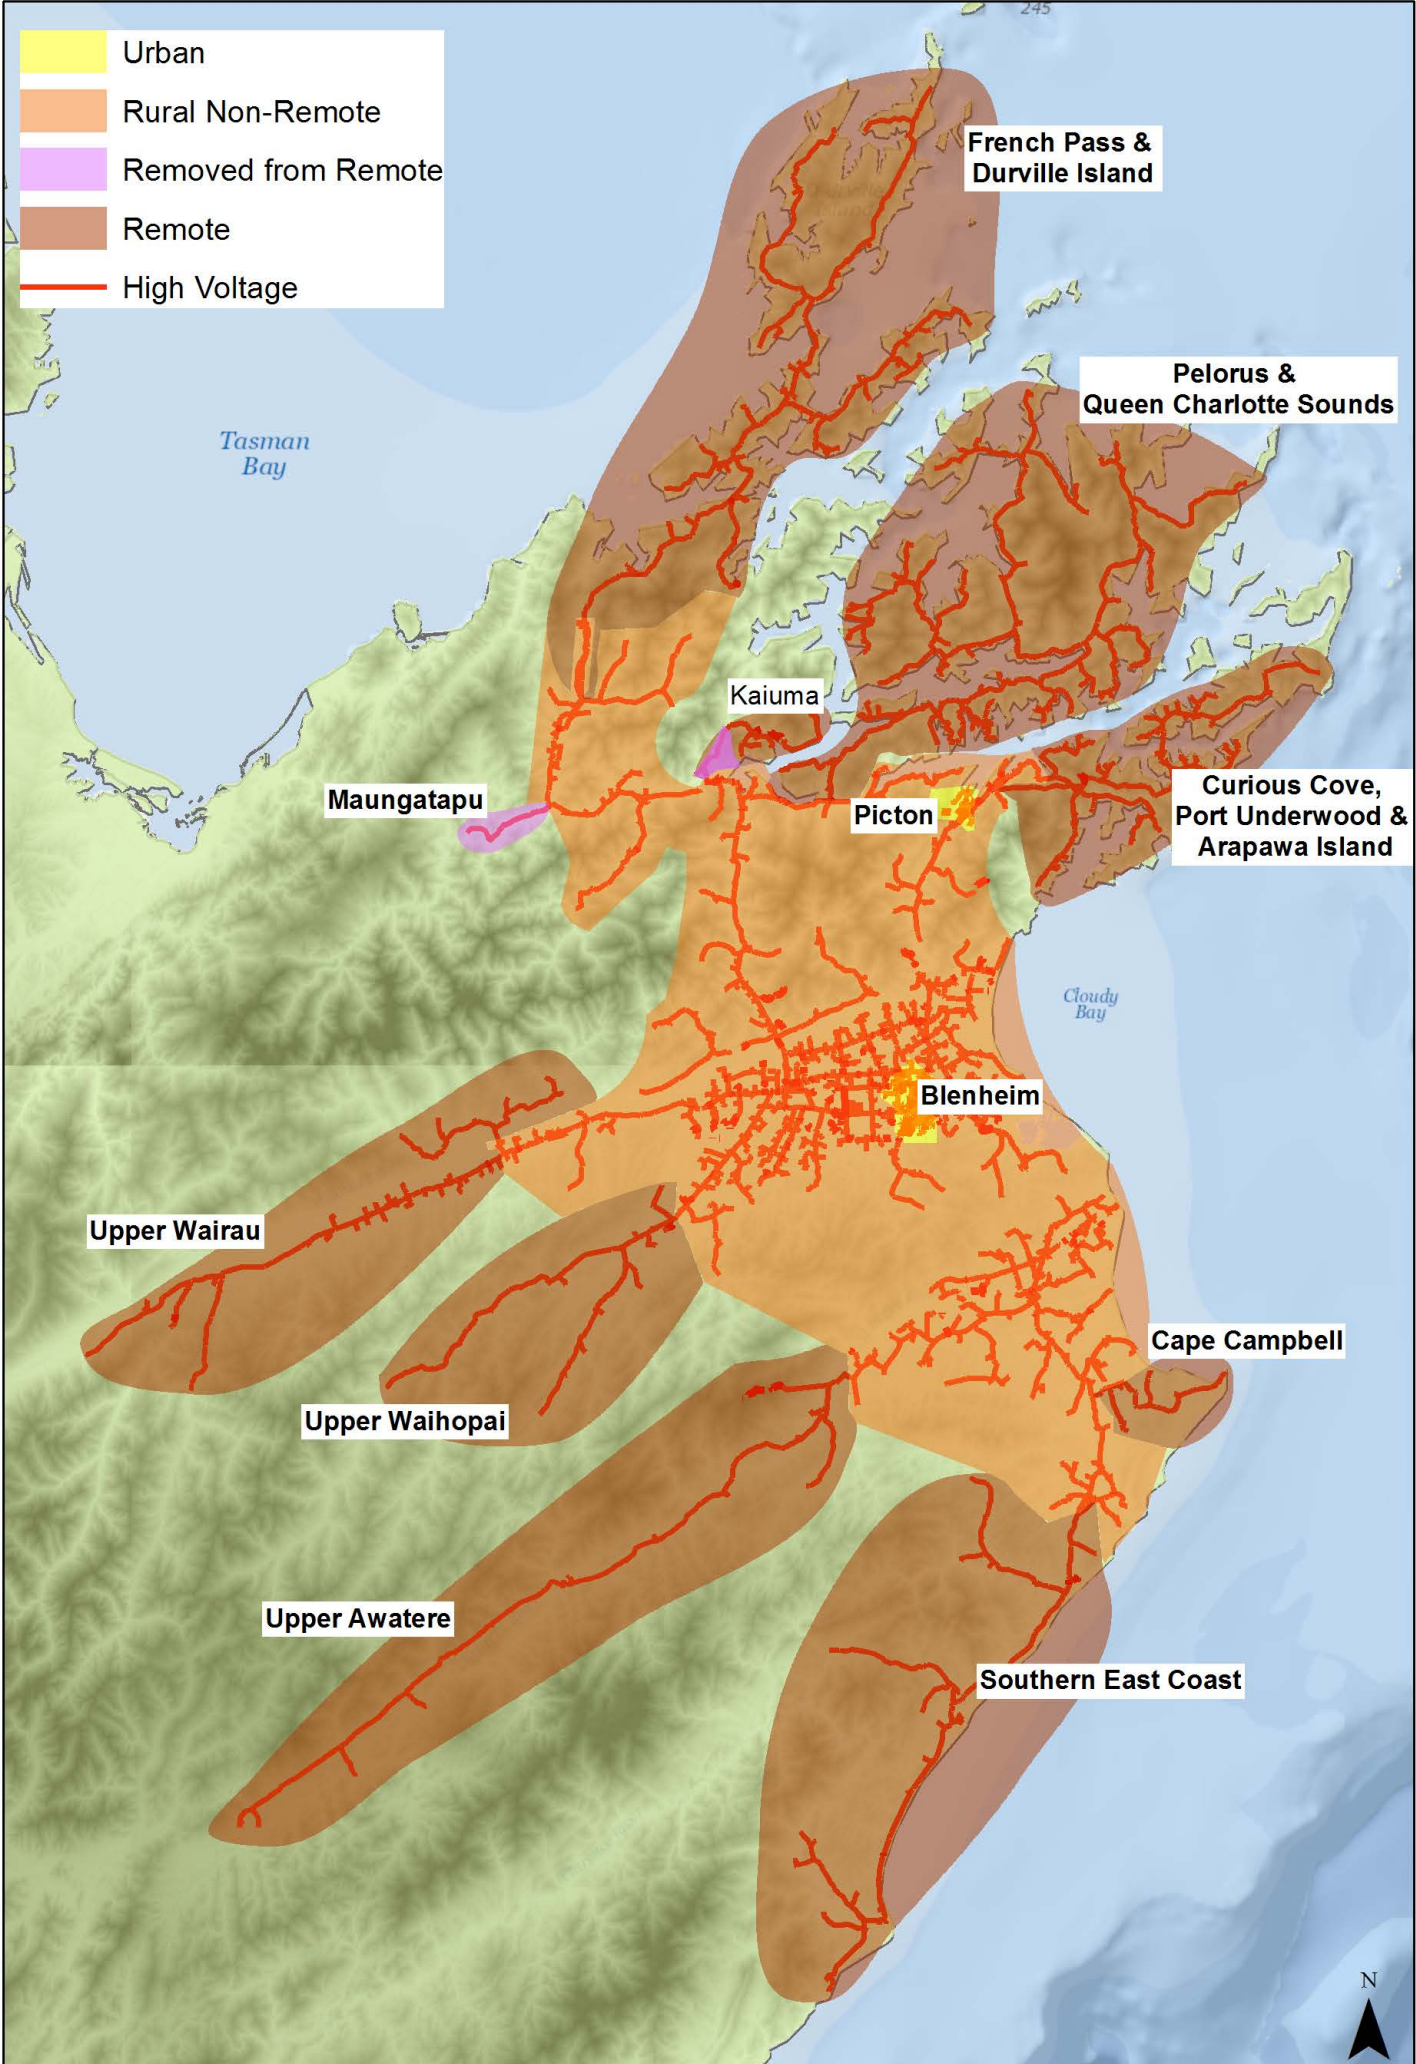 245
Urban
Rural Non-Remote
Removed from Remote
Remote
High Voltage
French Pass &
Durville Island
Pelorus &
Queen Charlotte Sounds
Tasman
Bay
Kaiuma
Maungatapu
Picton
Curious Cove,
Port Underwood &
Arapawa Island
Cloudy
Bay
Blenheim
Upper Wairau
Cape Campbell
Upper Waihopai
Upper Awatere
Southern East Coast
N